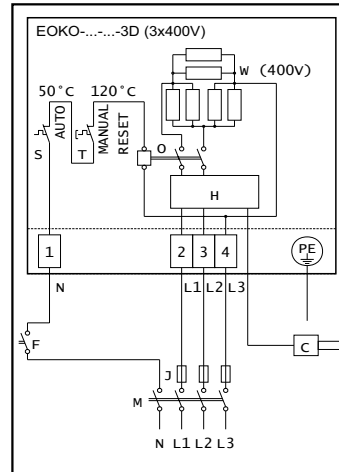 EOKO-...-...-3D (3x400V)
W (400V)
50°C 120°C
AUTO
MANUAL
RESET
S T O
H
1 2 3 4 PE
N L1 L2 L3
C
F
J
M
N L1 L2 L3